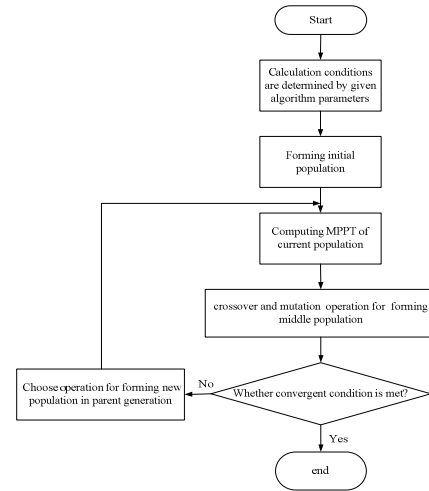 Start
Calculation conditions
are determined by given
algorithm parameters
Forming initial
population
Computing MPPT of
current population
crossover and mutation operation for forming
middle population
Choose operation for forming new
population in parent generation
No
Whether convergent condition is met?
Yes
end